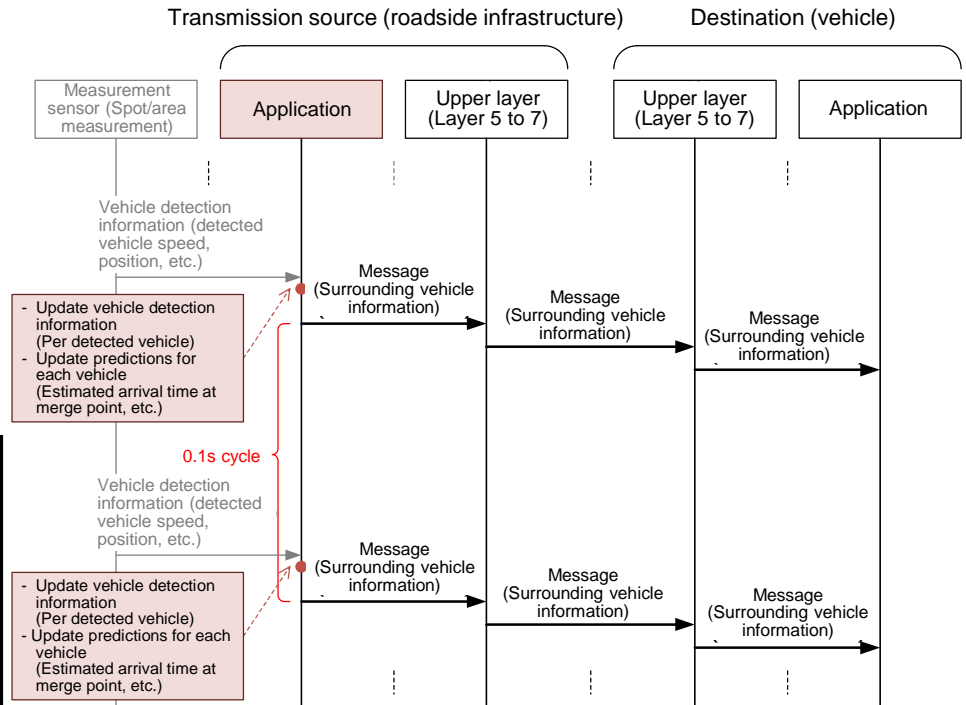 Transmission source (roadside infrastructure)
Destination (vehicle)
Measurement
sensor (Spot/area
measurement)
Application
Upper layer
(Layer 5 to 7)
Upper layer
(Layer 5 to 7)
Application
Vehicle detection
information (detected
vehicle speed,
position, etc.)
Message
(Surrounding vehicle
information)
Message
(Surrounding vehicle
information)
Message
(Surrounding vehicle
information)
- Update vehicle detection
information
(Per detected vehicle)
- Update predictions for
each vehicle
(Estimated arrival time at
merge point, etc.)
0.1s cycle
Vehicle detection
information (detected
vehicle speed,
position, etc.)
Message
(Surrounding vehicle
information)
Message
(Surrounding vehicle
information)
Message
(Surrounding vehicle
information)
- Update vehicle detection
information
(Per detected vehicle)
- Update predictions for each
vehicle
(Estimated arrival time at
merge point, etc.)